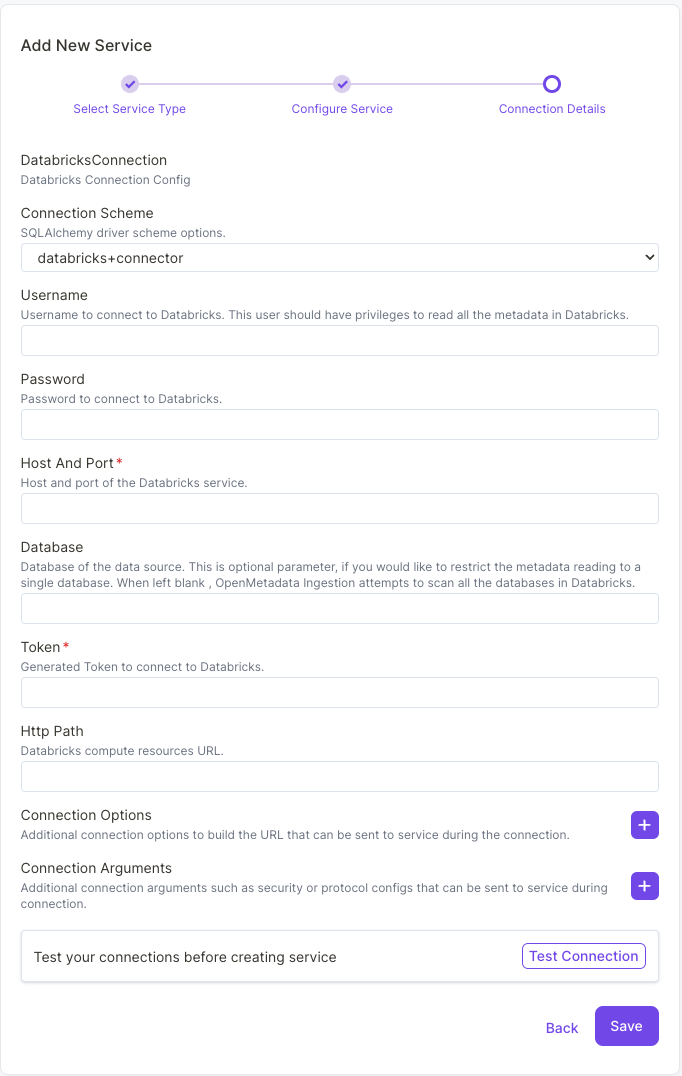 Add New Service
Select Service Type
Configure Service
Connection Details
DatabricksConnection
Databricks Connection Config
Connection Scheme
SQLAlchemy driver scheme options.
databricks+connector
Username
Username to connect to Databricks. This user should have privileges to read all the metadata in Databricks.
Password
Password to connect to Databricks.
Host And Port*
Host and port of the Databricks service.
Database
Database of the data source. This is optional parameter, if you would like to restrict the metadata reading to a
single database. When left blank , OpenMetadata Ingestion attempts to scan all the databases in Databricks.
Token*
Generated Token to connect to Databricks.
Http Path
Databricks compute resources URL.
Connection Options
Additional connection options to build the URL that can be sent to service during the connection.
Connection Arguments
Additional connection arguments such as security or protocol configs that can be sent to service during
connection.
Test your connections before creating service
Test Connection
Back
Save